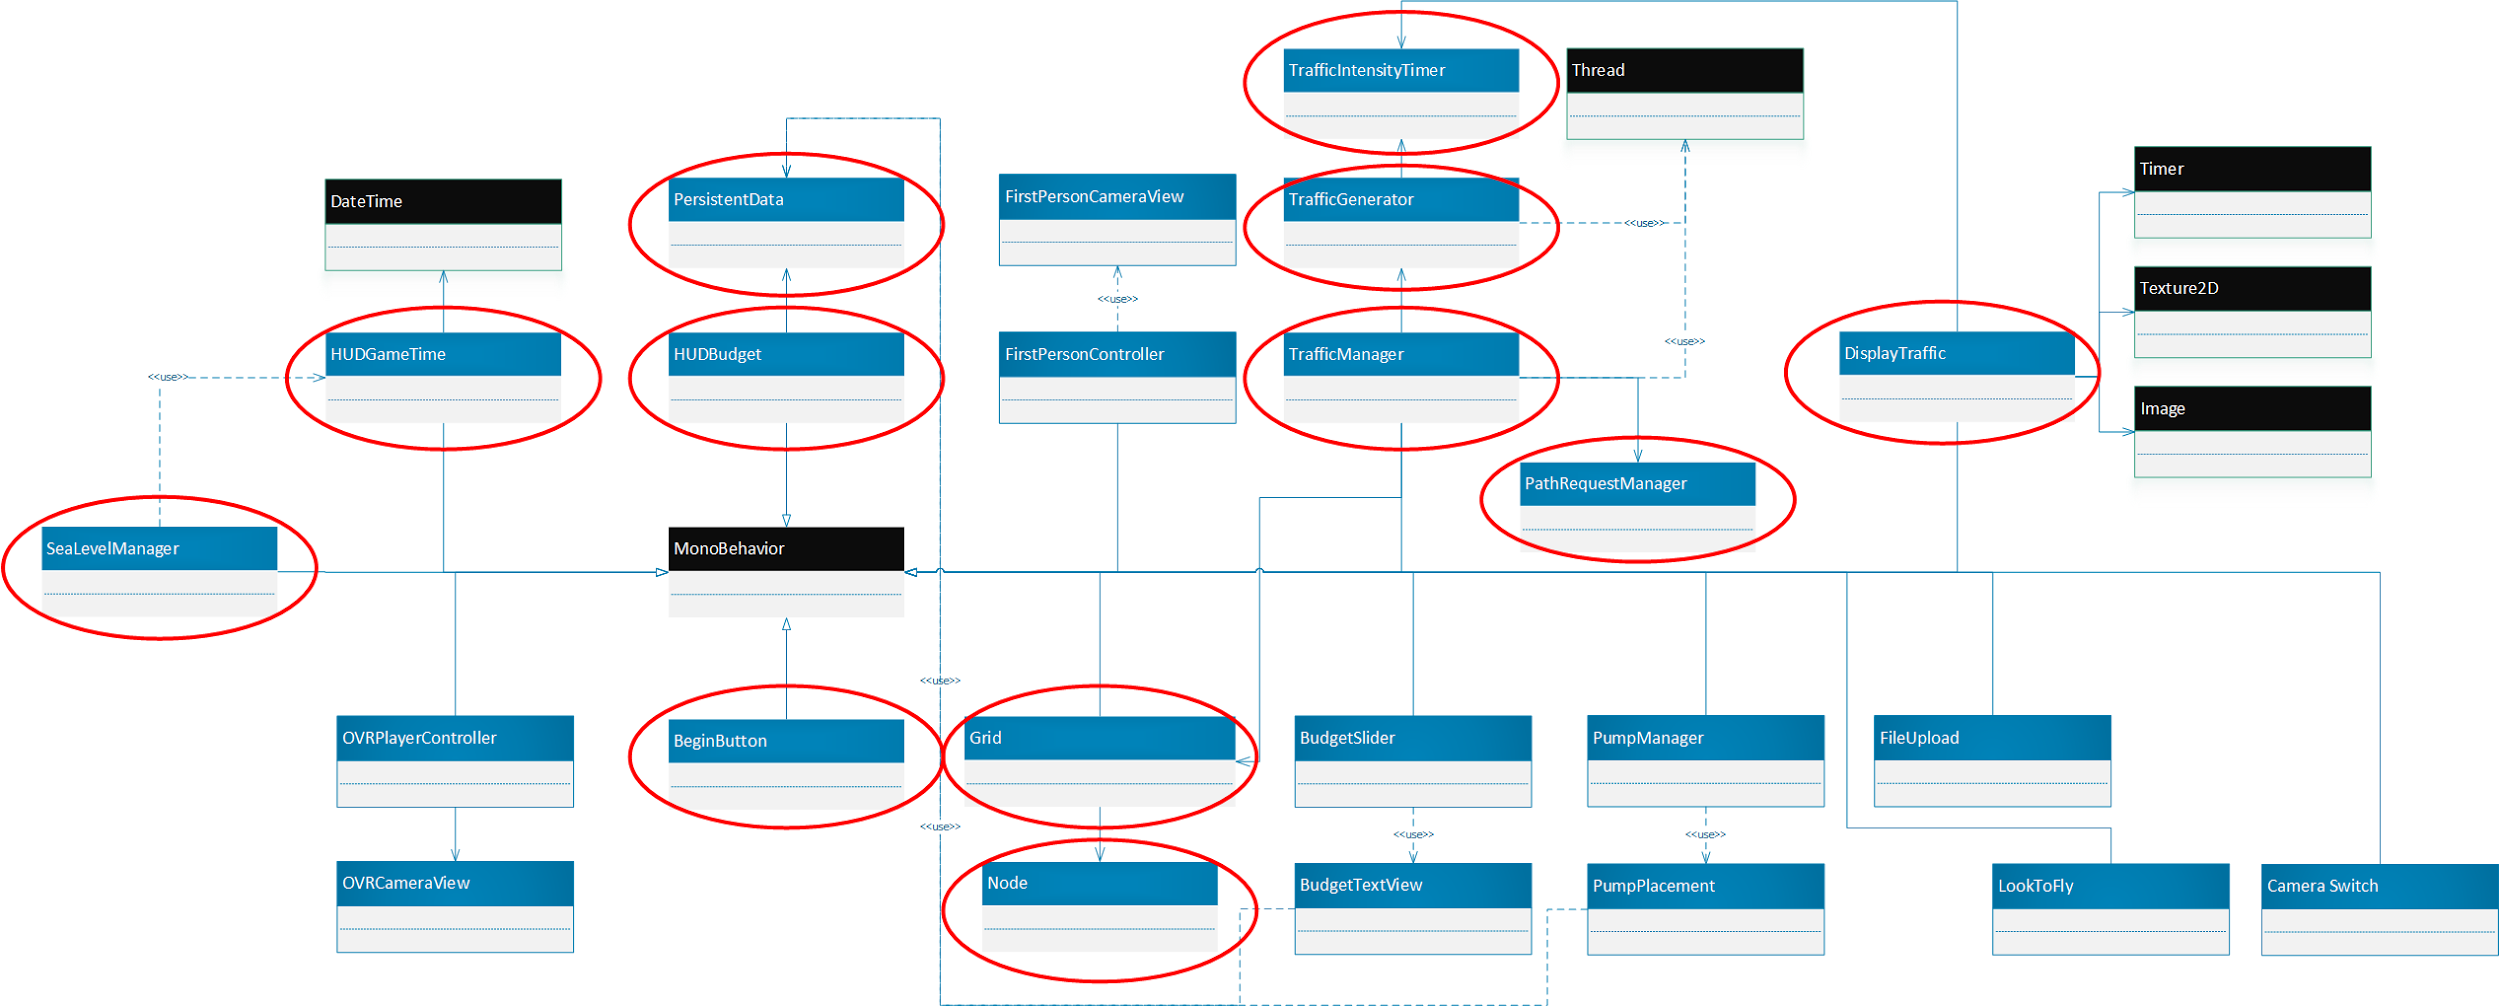 TrafficIntensityTimer
Thread
Timer
DateTime
PersistentData
FirstPersonCameraView
TrafficGenerator
<<use>>
Texture2D
<<use>>
HUDGameTime
HUDBudget
FirstPersonController
TrafficManager
<<use>>
DisplayTraffic
<<use>>
Image
PathRequestManager
SeaLevelManager
MonoBehavior
<<use>>
OVRPlayerController
BeginButton
Grid
BudgetSlider
PumpManager
FileUpload
<<use>>
<<use>>
<<use>>
OVRCameraView
Node
BudgetTextView
PumpPlacement
LookToFly
Camera Switch